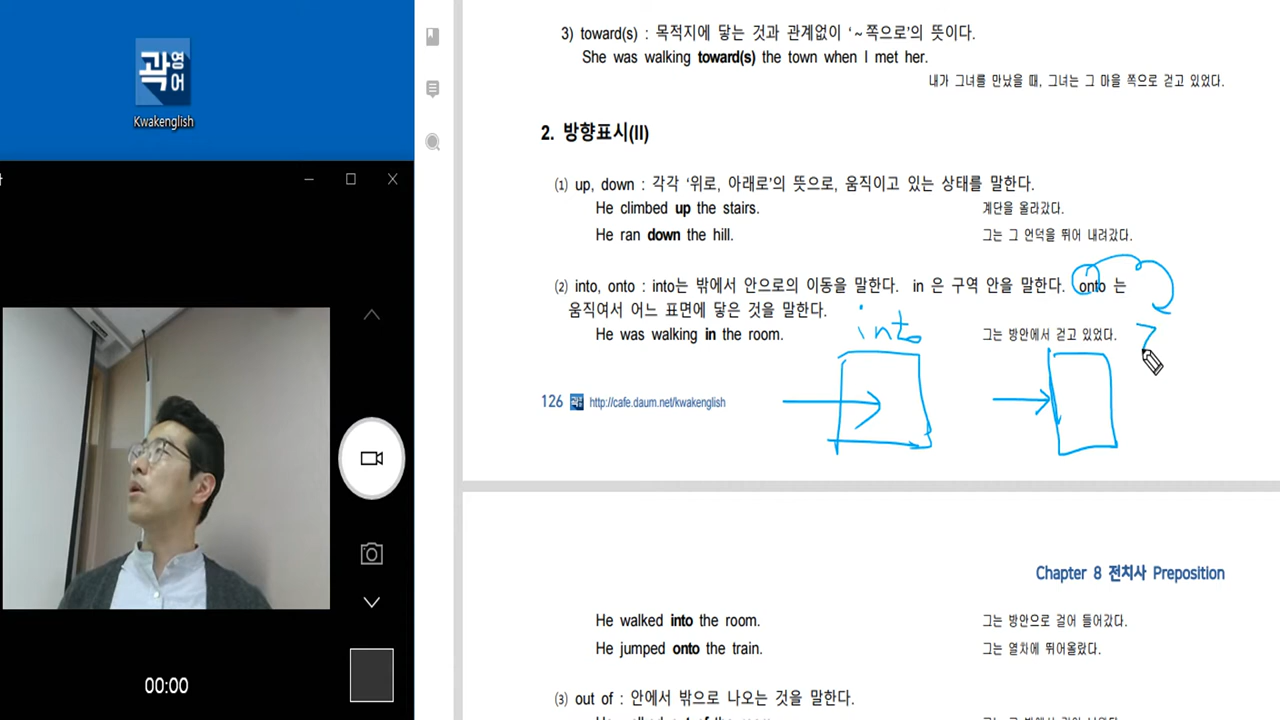 곽영어
Kwakenglish
00:00
3) toward(s) : 목적지에 닿는 것과 관계없이 '~쪽으로'의 뜻이다.
She was walking toward(s) the town when I met her.
내가 그녀를 만났을 때, 그녀는 그 마을 쪽으로 걷고 있었다.
2. 방향표시(II)
(1) up, down : 각각 '위로, 아래로'의 뜻으로, 움직이고 있는 상태를 말한다.
He climbed up the stairs. 계단을 올라갔다.
He ran down the hill. 그는 그 언덕을 뛰어 내려갔다.
(2) into, onto : into는 밖에서 안으로의 이동을 말한다. in 은 구역 안을 말한다. onto 는
움직여서 어느 표면에 닿은 것을 말한다.
into
He was walking in the room. 그는 방안에서 걷고 있었다.
126 곽영어 http://cafe.daum.net/kwakenglish
Chapter 8 전치사 Preposition
He walked into the room. 그는 방안으로 걸어 들어갔다.
He jumped onto the train. 그는 열차에 뛰어올랐다.
(3) out of : 안에서 밖으로 나오는 것을 말한다.